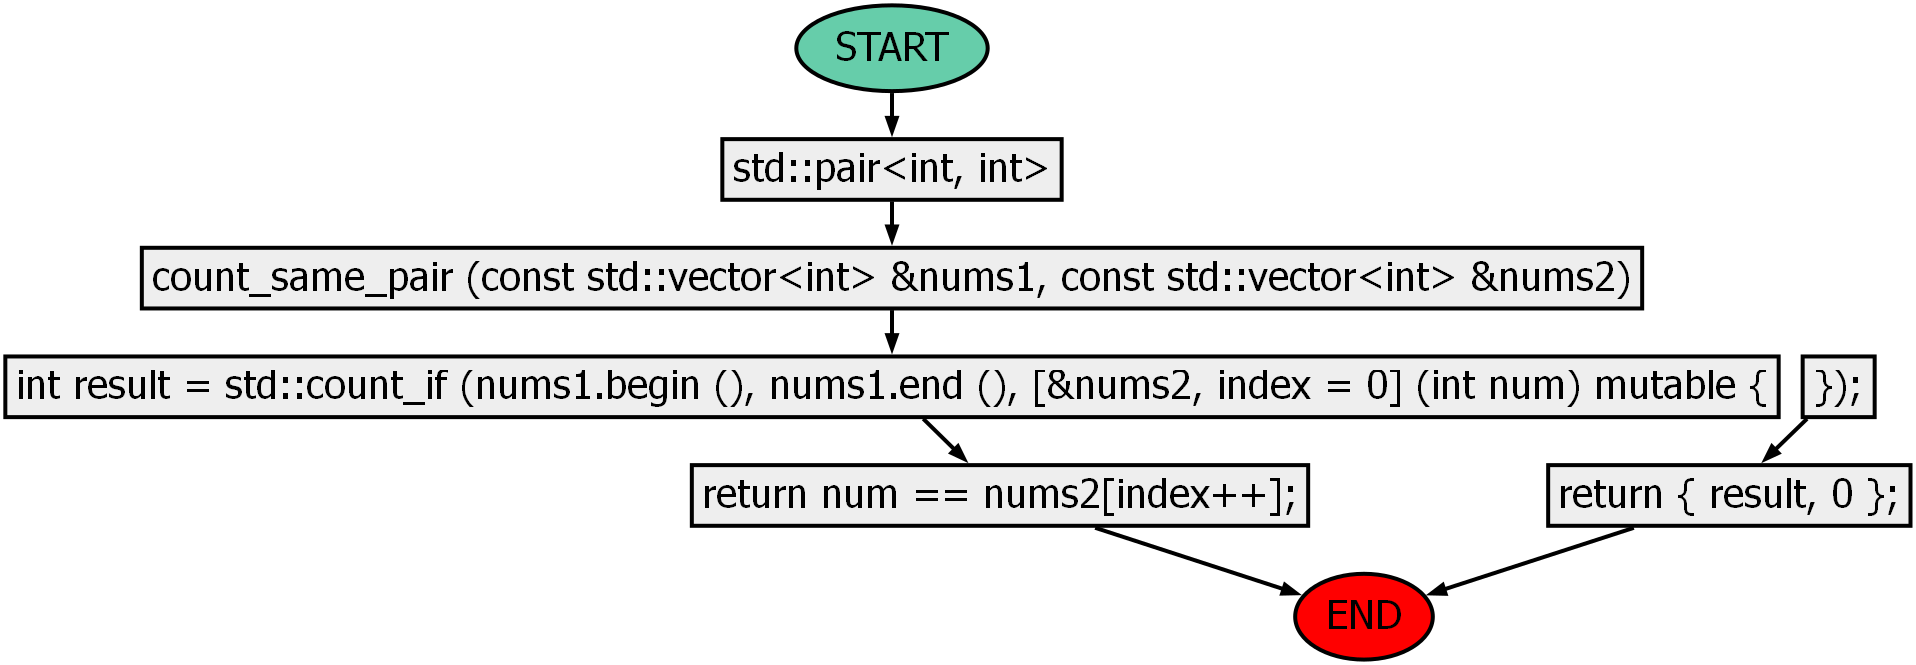 START
std::pair<int, int>
count_same_pair (const std::vector<int> &nums1, const std::vector<int> &nums2)
int result = std::count_if (nums1.begin (), nums1.end (), [&nums2, index = 0] (int num) mutable {
});
return num == nums2[index++];
return { result, 0 };
END